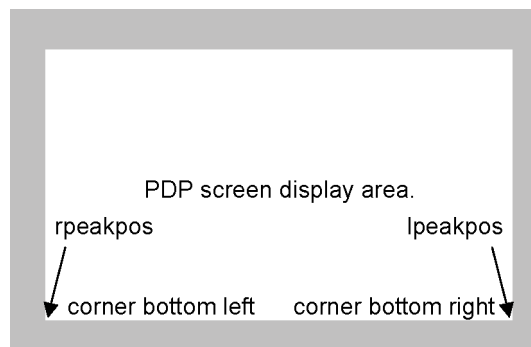 PDP screen display area.
rpeakpos lpeakpos
corner bottom left corner bottom right